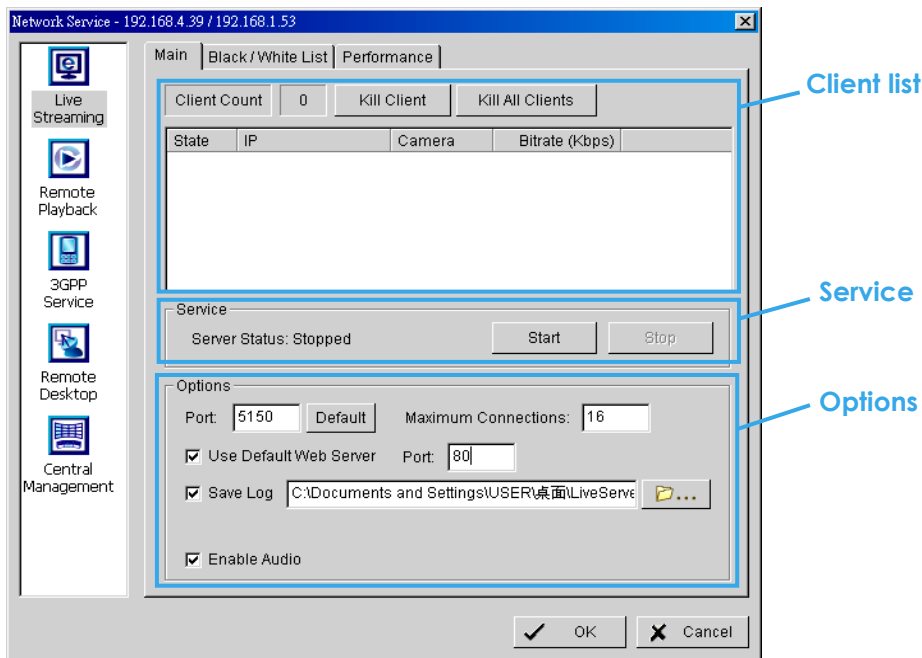 Network Service - 192.168.4.39 / 192.168.1.53
Live
Streaming
Remote
Playback
3GPP
Service
Remote
Desktop
Central
Management
Main
Black / White List
Performance
Client Count 0 Kill Client Kill All Clients
State IP Camera Bitrate (Kbps)
Client list
Service
Server Status: Stopped Start Stop
Service
Options
Port: 5150 Default Maximum Connections: 16
Use Default Web Server Port: 80
Save Log C:\Documents and Settings\USER\桌面\LiveServe ...
Enable Audio
Options
OK Cancel